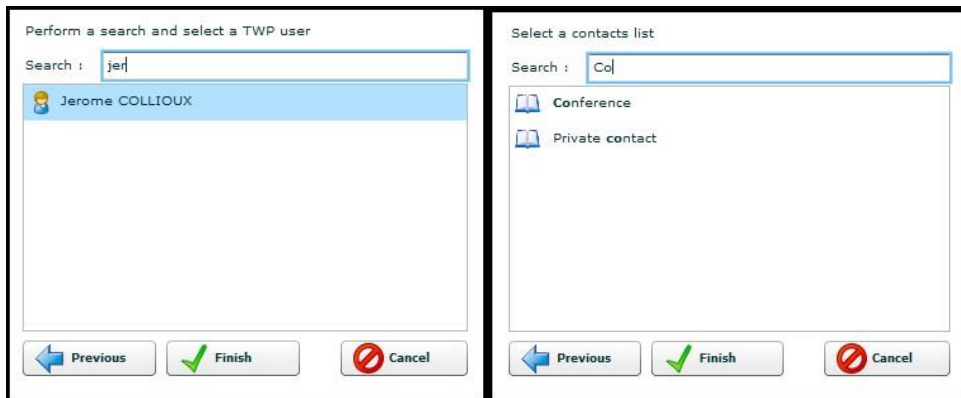 Perform a search and select a TWP user
Search : jer
Jerome COLLIOUX
Previous Finish Cancel
Select a contacts list
Search : Co
Conference
Private contact
Previous Finish Cancel